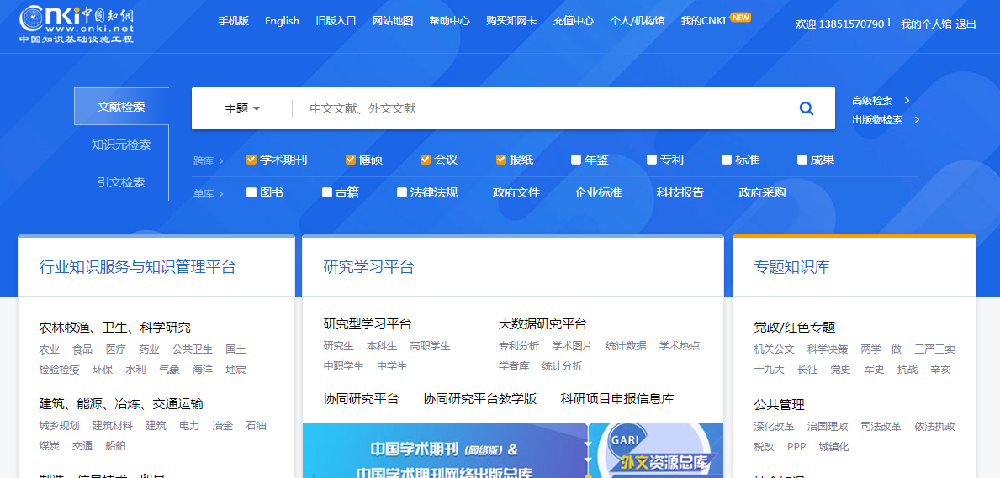 cnki中国知网
www.cnki.net
中国知识基础设施工程
手机版 English 旧版入口 网站地图 帮助中心 购买知网卡 充值中心 个人/机构馆 我的CNKI NEW
欢迎 13851570790！ 我的个人馆 退出
文献检索
知识元检索
引文检索
主题 中文文献、外文文献
高级检索 >
出版物检索 >
跨库 > 学术期刊 博硕 会议 报纸 年鉴 专利 标准 成果
单库 > 图书 古籍 法律法规 政府文件 企业标准 科技报告 政府采购
行业知识服务与知识管理平台
农林牧渔、卫生、科学研究
农业 食品 医疗 药业 公共卫生 国土
检验检疫 环保 水利 气象 海洋 地震
建筑、能源、冶炼、交通运输
城乡规划 建筑材料 建筑 电力 冶金 石油
煤炭 交通 船舶
制造、信息技术、贸易
研究学习平台
研究型学习平台
研究生 本科生 高职学生
中职学生 中学生
大数据研究平台
专利分析 学术图片 统计数据 学术热点
学者库 统计分析
协同研究平台 协同研究平台教学版 科研项目申报信息库
中国学术期刊（网络版）&
中国学术期刊网络出版总库
GARI
外文资源总库
专题知识库
党政/红色专题
机关公文 科学决策 两学一做 三严三实
十九大 长征 党史 军史 抗战 辛亥
公共管理
深化改革 治国理政 司法改革 依法执政
税改 PPP 城镇化